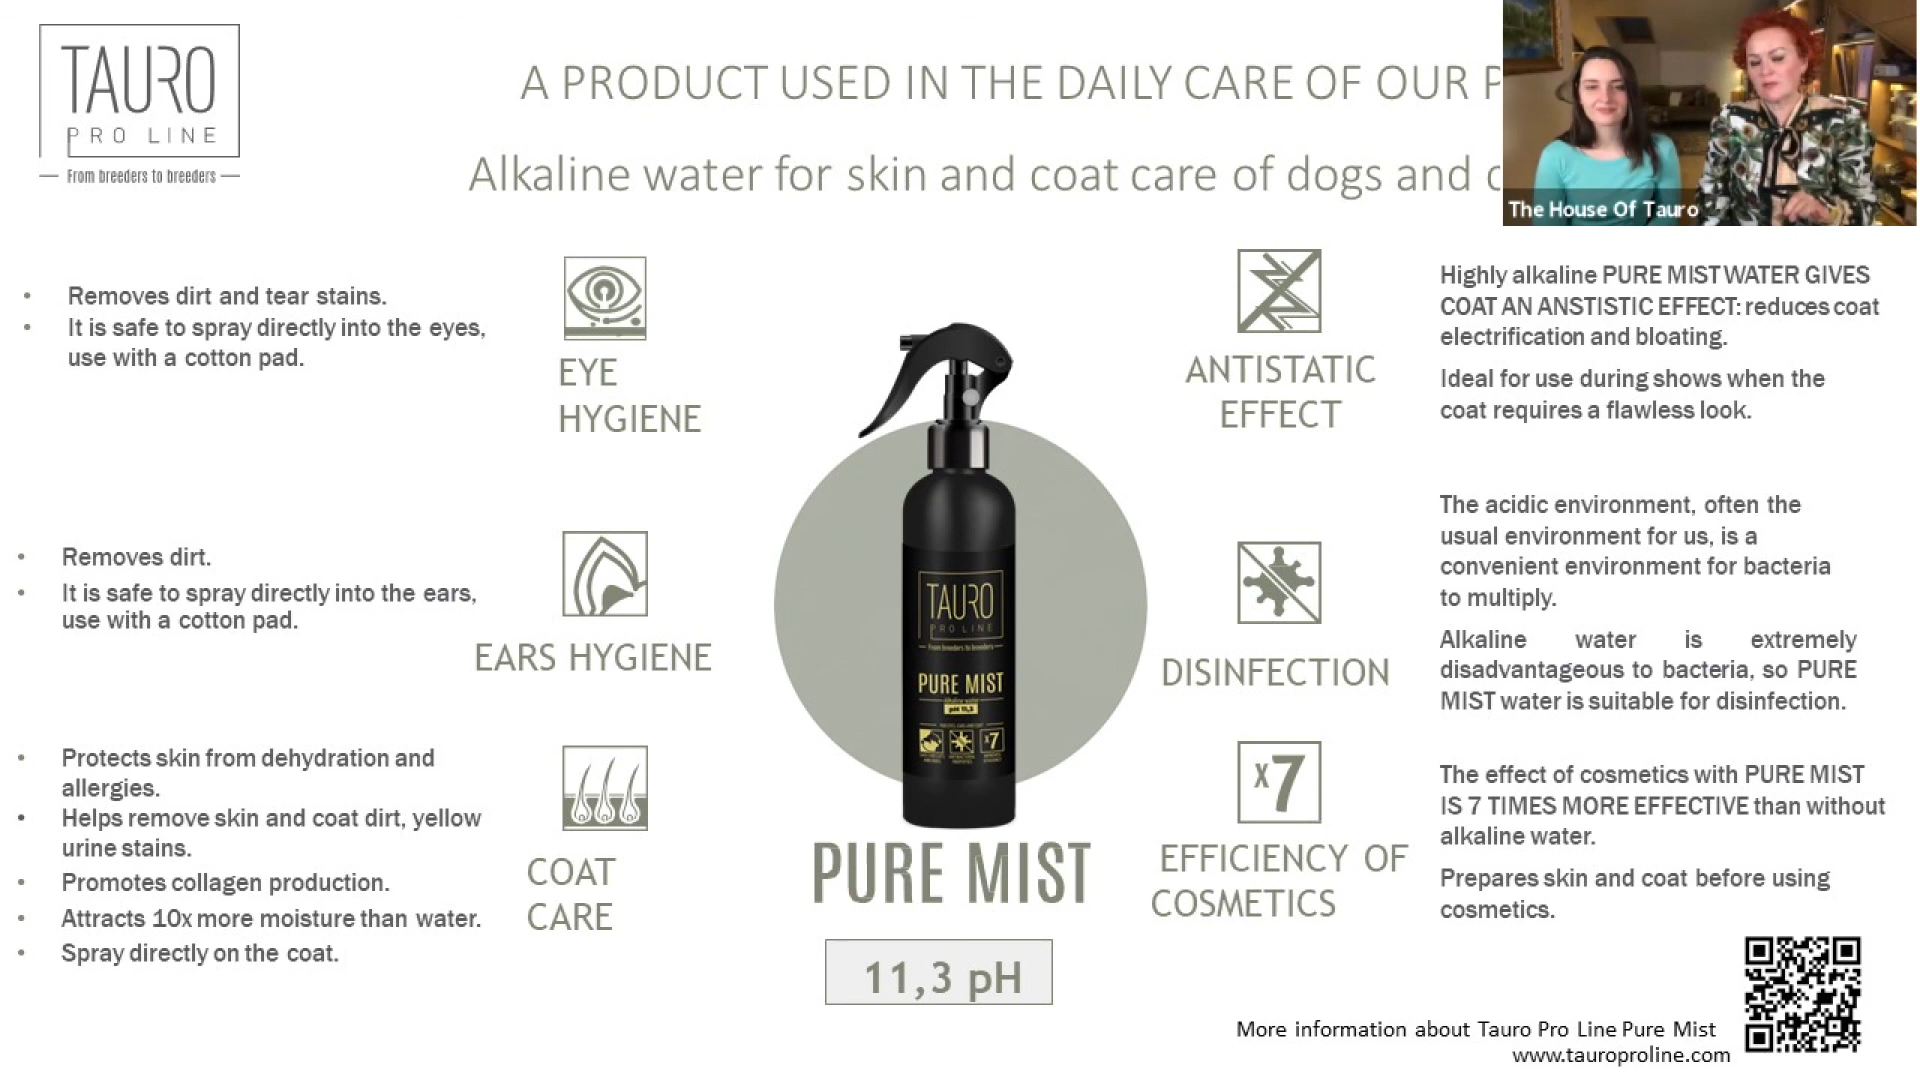 TAURO
PRO LINE
From breeders to breeders
A PRODUCT USED IN THE DAILY CARE OF OUR P
Alkaline water for skin and coat care of dogs and c
The House Of Tauro
• Removes dirt and tear stains.
• It is safe to spray directly into the eyes,
use with a cotton pad.
EYE
HYGIENE
• Removes dirt.
• It is safe to spray directly into the ears,
use with a cotton pad.
EARS HYGIENE
• Protects skin from dehydration and
allergies.
• Helps remove skin and coat dirt, yellow
urine stains.
• Promotes collagen production.
• Attracts 10x more moisture than water.
• Spray directly on the coat.
COAT
CARE
TAURO
PRO LINE
From breeders to breeders
PURE MIST
Alkaline water
pH 11,3
x7
PURE MIST
11,3 pH
ANTISTATIC
EFFECT
Highly alkaline PURE MIST WATER GIVES
COAT AN ANSTISTIC EFFECT: reduces coat
electrification and bloating.
Ideal for use during shows when the
coat requires a flawless look.
DISINFECTION
The acidic environment, often the
usual environment for us, is a
convenient environment for bacteria
to multiply.
Alkaline water is extremely
disadvantageous to bacteria, so PURE
MIST water is suitable for disinfection.
x7
EFFICIENCY OF
COSMETICS
The effect of cosmetics with PURE MIST
IS 7 TIMES MORE EFFECTIVE than without
alkaline water.
Prepares skin and coat before using
cosmetics.
More information about Tauro Pro Line Pure Mist
www.tauroproline.com